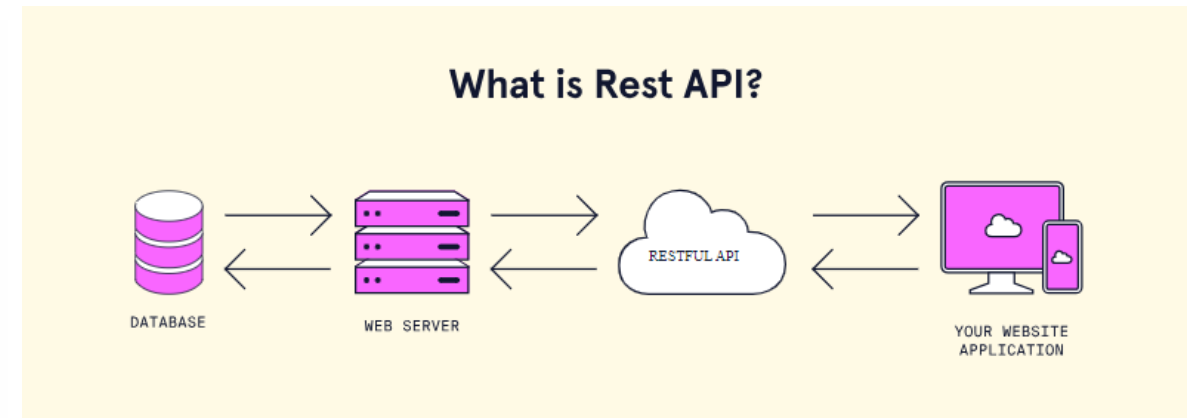 What is Rest API?
RESTFUL API
DATABASE
WEB SERVER
YOUR WEBSITE
APPLICATION